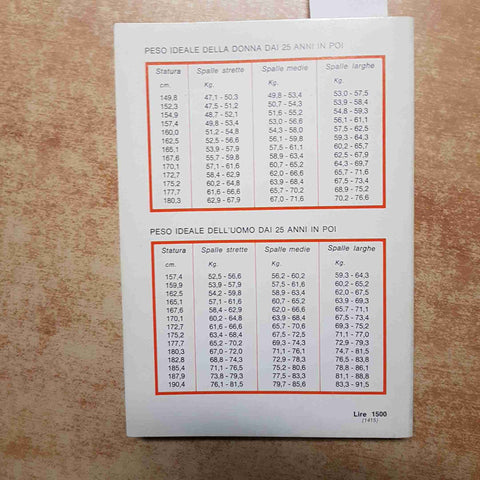 PESO IDEALE DELLA DONNA DAI 25 ANNI IN POI
Statura Spalle strette Spalle medie Spalle larghe
cm. Kg. Kg. Kg.
149,8 47,1 - 50,3 49,8 - 53,4 53,0 - 57,5
152,3 47,5 - 51,2 50,7 - 54,3 53,9 - 58,4
154,9 48,7 - 52,1 51,6 - 55,2 54,8 - 59,3
157,4 49,8 - 53,4 53,0 - 56,6 56,1 - 61,1
160,0 51,2 - 54,8 54,3 - 58,0 57,5 - 62,5
162,5 52,5 - 56,6 56,1 - 59,8 59,3 - 64,3
165,1 53,9 - 57,9 57,5 - 61,1 60,2 - 65,2
167,6 55,7 - 59,8 58,9 - 63,4 62,5 - 67,5
170,1 57,1 - 61,6 60,7 - 65,2 63,9 - 69,3
172,7 58,4 - 62,9 62,0 - 66,6 65,7 - 71,1
175,2 60,2 - 64,8 63,9 - 68,4 67,5 - 73,4
177,7 61,6 - 66,6 65,7 - 70,2 68,9 - 75,2
180,3 62,9 - 67,9 67,0 - 71,6 70,2 - 76,6
PESO IDEALE DELL'UOMO DAI 25 ANNI IN POI
Statura Spalle strette Spalle medie Spalle larghe
cm. Kg. Kg. Kg.
157,4 52,5 - 56,6 56,2 - 60,2 59,3 - 64,3
159,9 53,9 - 57,9 57,5 - 61,6 60,2 - 65,2
162,5 54,2 - 59,8 58,9 - 63,4 62,0 - 67,5
165,1 57,1 - 61,6 60,7 - 65,2 63,9 - 69,3
167,6 58,4 - 62,9 62,0 - 66,6 65,7 - 71,1
170,1 60,2 - 64,8 63,9 - 68,4 67,5 - 73,4
172,7 61,6 - 66,6 65,7 - 70,6 69,3 - 75,2
175,2 63,4 - 68,4 67,5 - 72,5 71,1 - 77,0
177,7 65,2 - 70,2 69,3 - 74,3 72,9 - 79,3
180,3 67,0 - 72,0 71,1 - 76,1 74,7 - 81,5
182,8 68,8 - 74,3 72,9 - 78,3 76,5 - 83,8
185,4 71,1 - 76,5 75,2 - 80,6 78,8 - 86,1
187,9 73,8 - 79,3 77,5 - 83,3 81,1 - 88,8
190,4 76,1 - 81,5 79,7 - 85,6 83,3 - 91,5
Lire 1500
(1415)